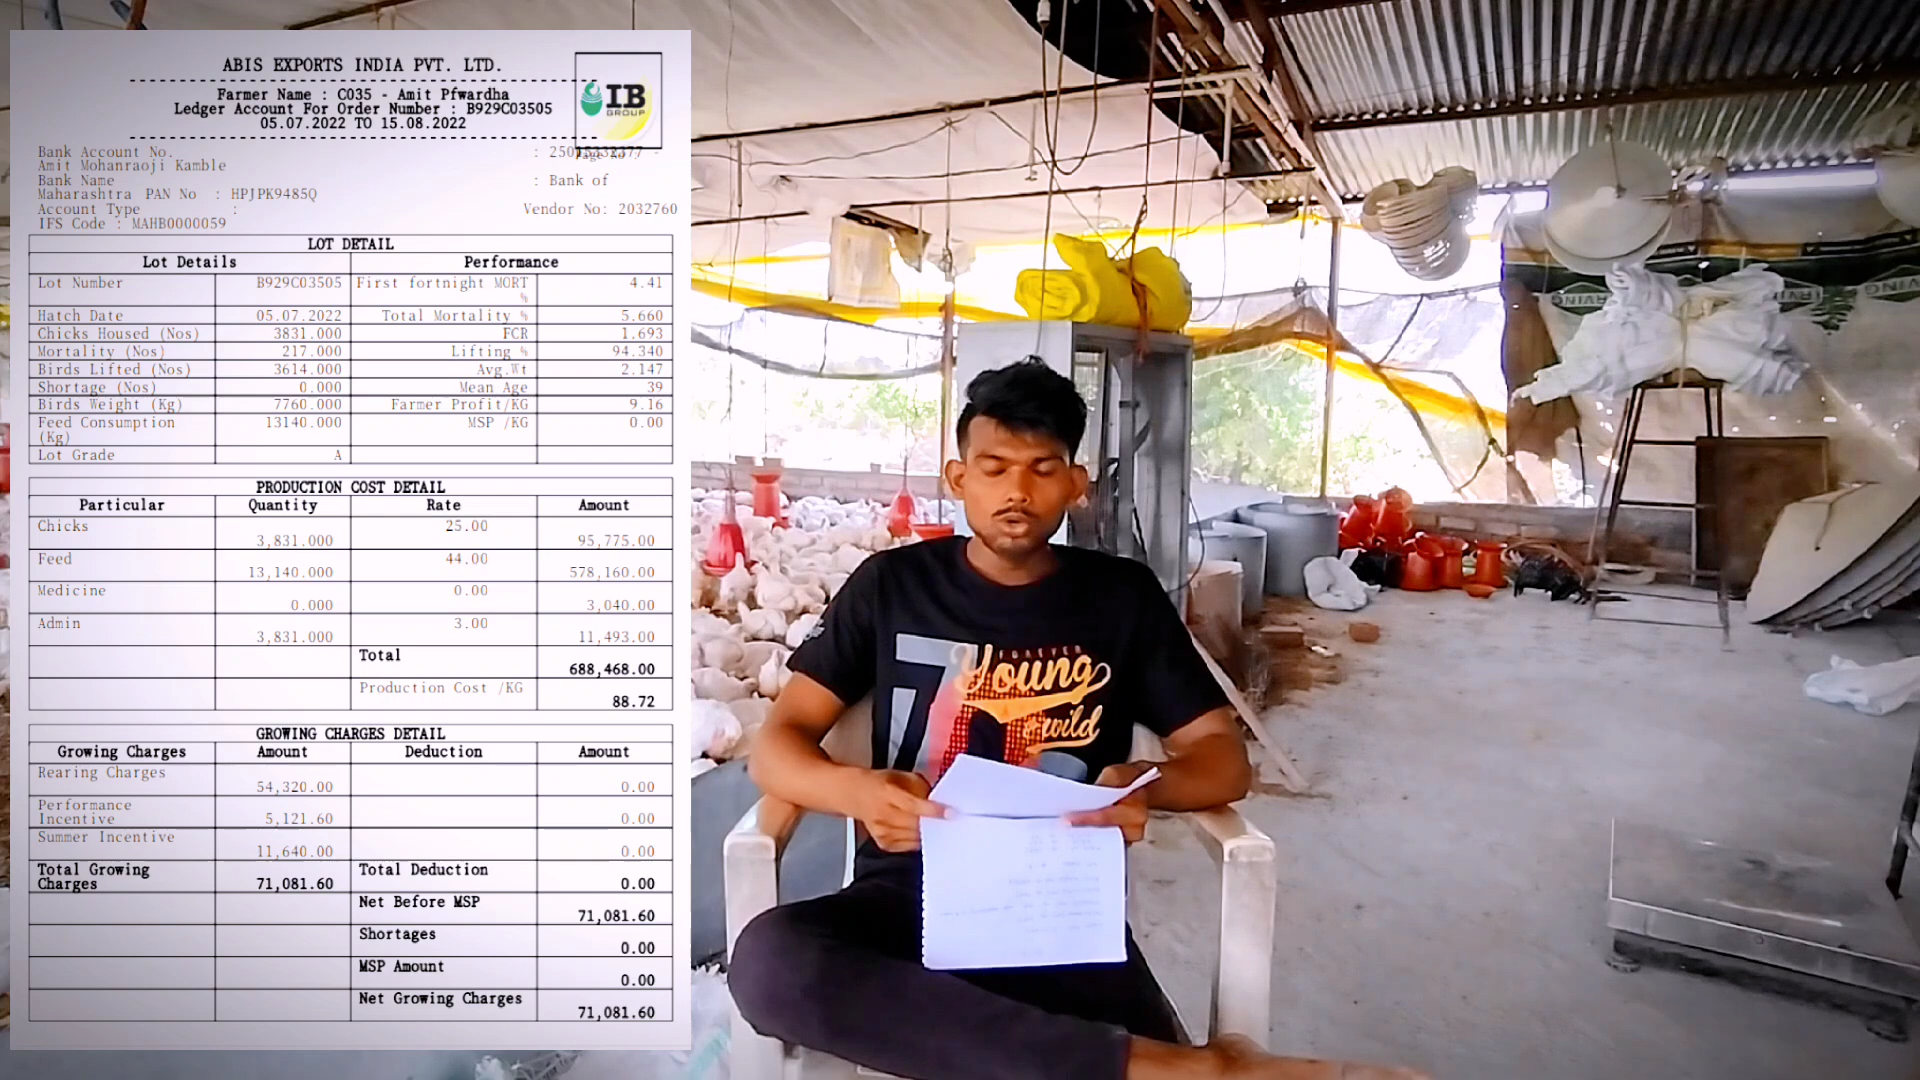 ABIS EXPORTS INDIA PVT. LTD.
Farmer Name : C035 - Amit Pfwardha
Ledger Account For Order Number : B929C03505
05.07.2022 TO 15.08.2022
IB
GROUP
Bank Account No. -
Amit Mohanraoji Kamble
Bank Name : Bank of
Maharashtra PAN No : HPJPK9485Q
Account Type : Vendor No: 2032760
IFS Code : MAHB0000059
LOT DETAIL
Lot Details Performance
Lot Number B929C03505 First fortnight MORT % 4.41
Hatch Date 05.07.2022 Total Mortality % 5.660
Chicks Housed (Nos) 3831.000 FCR 1.693
Mortality (Nos) 217.000 Lifting % 94.340
Birds Lifted (Nos) 3614.000 Avg.Wt 2.147
Shortage (Nos) 0.000 Mean Age 39
Birds Weight (Kg) 7760.000 Farmer Profit/KG 9.16
Feed Consumption (Kg) 13140.000 MSP /KG 0.00
Lot Grade A
PRODUCTION COST DETAIL
Particular Quantity Rate Amount
Chicks 3,831.000 25.00 95,775.00
Feed 13,140.000 44.00 578,160.00
Medicine 0.000 0.00 3,040.00
Admin 3,831.000 3.00 11,493.00
Total 688,468.00
Production Cost /KG 88.72
GROWING CHARGES DETAIL
Growing Charges Amount Deduction Amount
Rearing Charges 54,320.00 0.00
Performance Incentive 5,121.60 0.00
Summer Incentive 11,640.00 0.00
Total Growing Charges 71,081.60 Total Deduction 0.00
Net Before MSP 71,081.60
Shortages 0.00
MSP Amount 0.00
Net Growing Charges 71,081.60
FOREVER
Young
wild